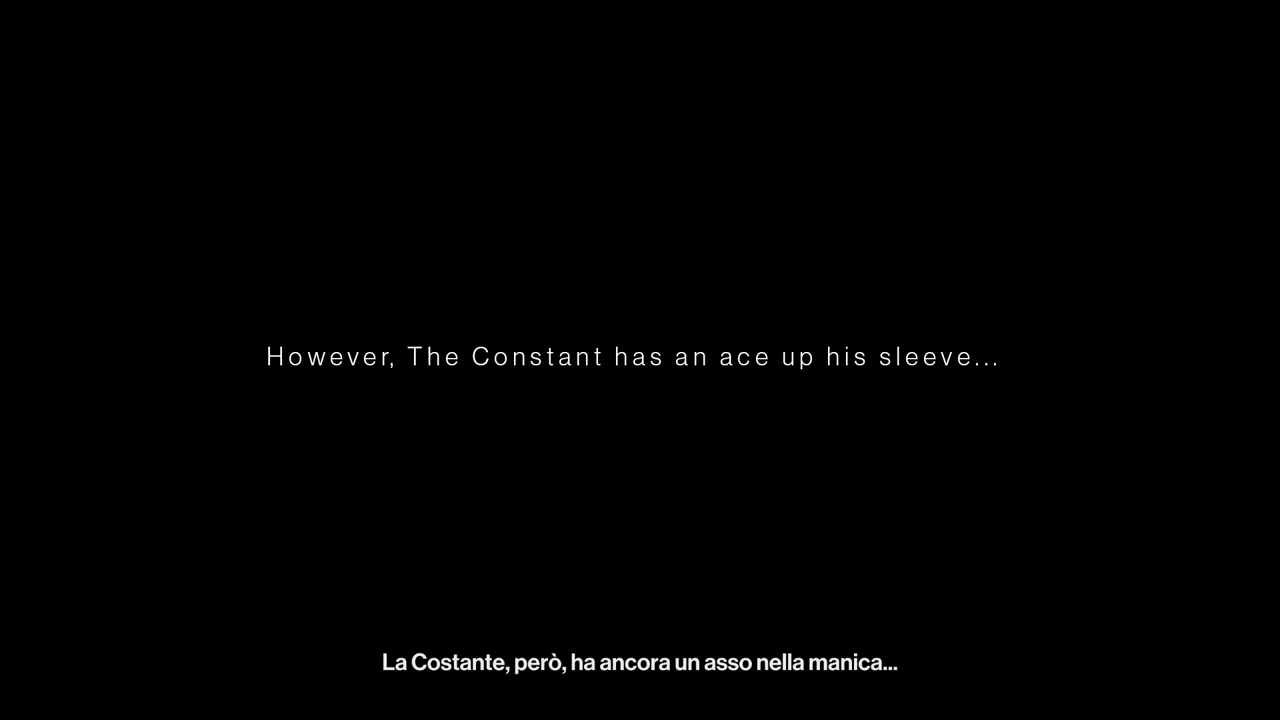 However, The Constant has an ace up his sleeve...
La Costante, però, ha ancora un asso nella manica...